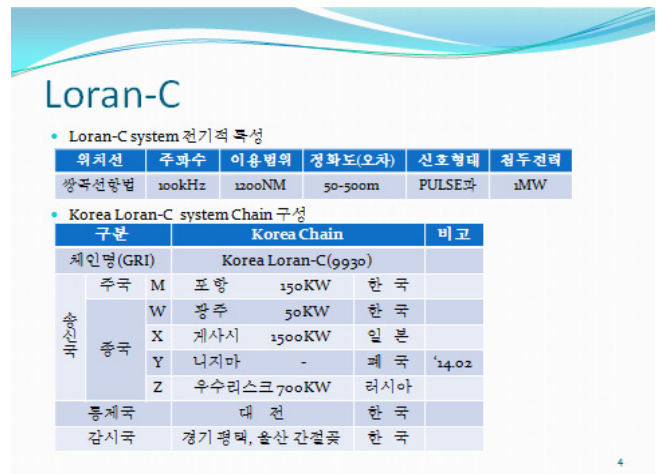 Loran-C
Loran-C system 전기적 특성
위치선 주파수 이용범위 정확도(오차) 신호형태 첨두전력
쌍곡선항법 100kHz 1200NM 50-500m PULSE파 1MW
Korea Loran-C system Chain 구성
구분 Korea Chain 비고
체인명(GRI) Korea Loran-C(9930)
송신국 주국 M 포항 150KW 한 국
종국 W 광주 50KW 한 국
X 게사시 1500KW 일 본
Y 니지마 - 폐 국 '14.02
Z 우수리스크 700KW 러시아
통제국 대 전 한 국
감시국 경기 평택, 울산 간절곶 한 국
4